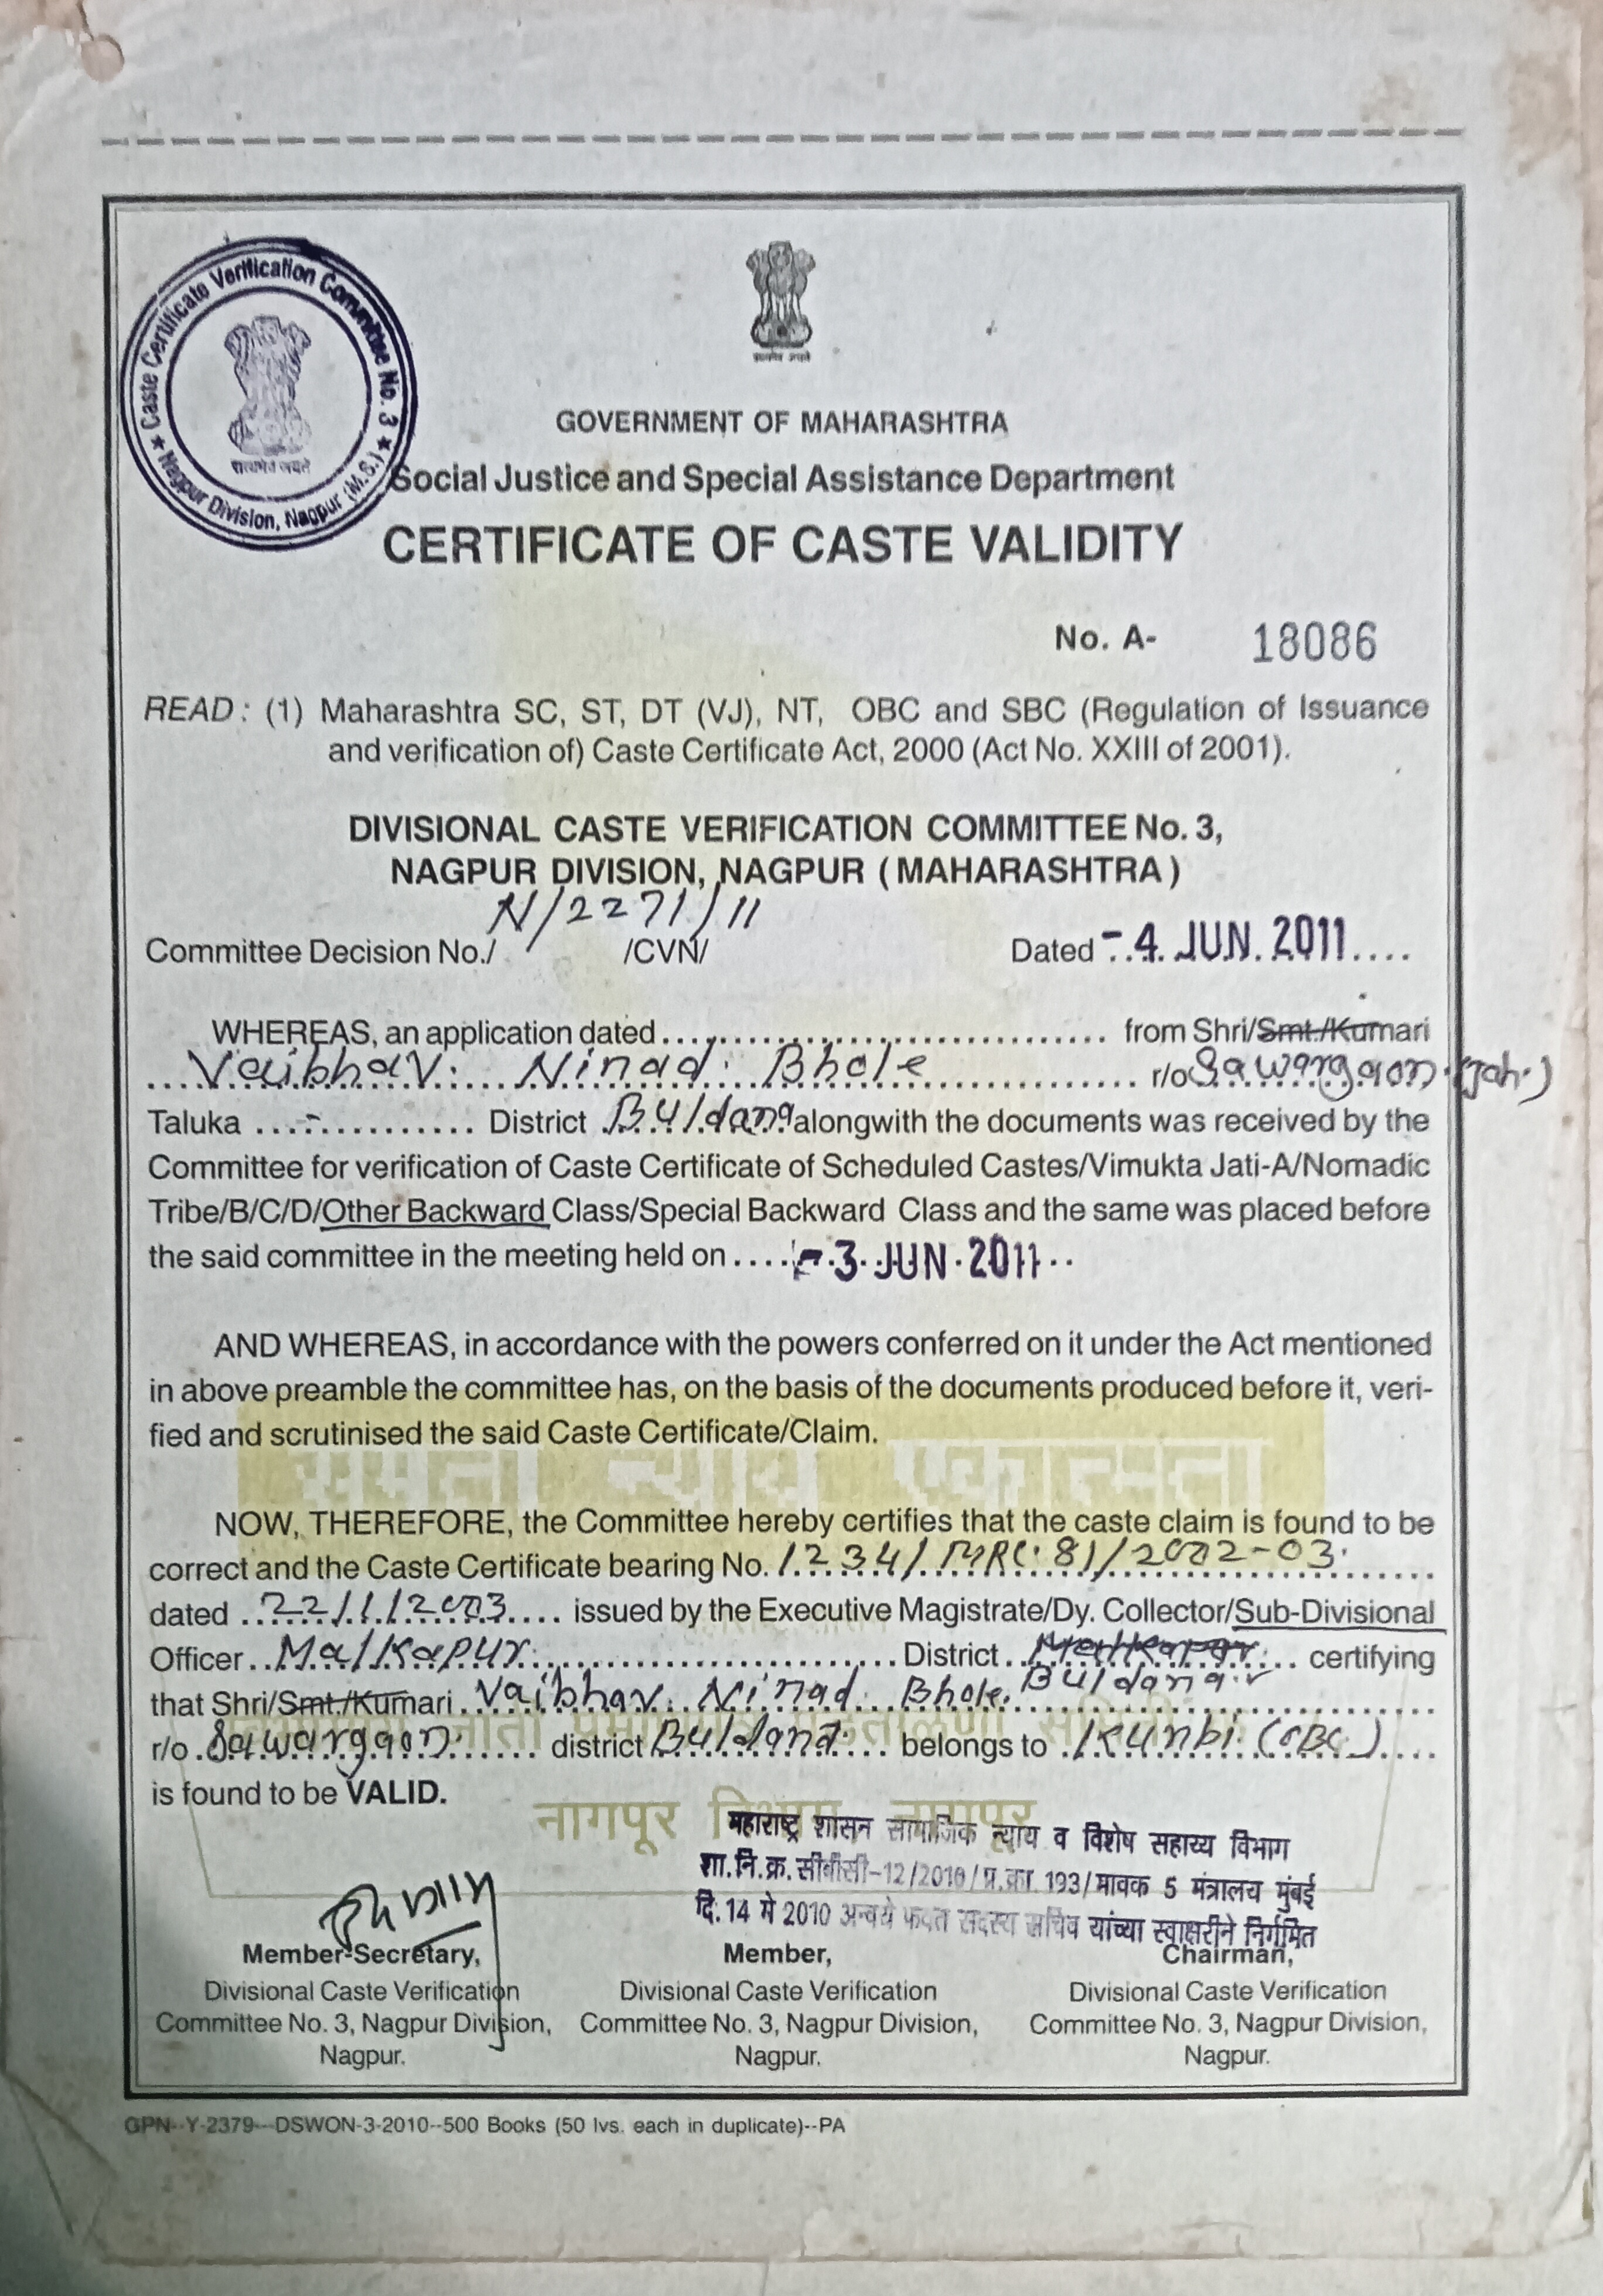 Caste Certificate Verification Committee No. 3
★ Nagpur Division, Nagpur (M.S.) ★
सत्यमेव जयते
सत्यमेव जयते
GOVERNMENT OF MAHARASHTRA
Social Justice and Special Assistance Department
CERTIFICATE OF CASTE VALIDITY
No. A- 18086
READ : (1) Maharashtra SC, ST, DT (VJ), NT, OBC and SBC (Regulation of Issuance
and verification of) Caste Certificate Act, 2000 (Act No. XXIII of 2001).
DIVISIONAL CASTE VERIFICATION COMMITTEE No. 3,
NAGPUR DIVISION, NAGPUR ( MAHARASHTRA )
N/2271/11
Committee Decision No./ /CVN/ Dated -4 JUN. 2011....
WHEREAS, an application dated................................ from Shri/Smt./Kumari
Vaibhav Ninad Bhole r/o Sawargaon (Jah.)
Taluka ....-............. District Buldana alongwith the documents was received by the
Committee for verification of Caste Certificate of Scheduled Castes/Vimukta Jati-A/Nomadic
Tribe/B/C/D/Other Backward Class/Special Backward Class and the same was placed before
the said committee in the meeting held on ....-3 JUN 2011..
AND WHEREAS, in accordance with the powers conferred on it under the Act mentioned
in above preamble the committee has, on the basis of the documents produced before it, veri-
fied and scrutinised the said Caste Certificate/Claim.
समता न्याय एकात्मता
NOW, THEREFORE, the Committee hereby certifies that the caste claim is found to be
correct and the Caste Certificate bearing No. 1234/MRC 81/2002-03
dated 22/1/2003 issued by the Executive Magistrate/Dy. Collector/Sub-Divisional
Officer Malkapur District Malkapur certifying
Buldana
that Shri/Smt./Kumari Vaibhav Ninad Bhole
r/o Sawargaon district Buldana belongs to Kunbi (OBC)
is found to be VALID.
नागपूर विभाग नागपूर
महाराष्ट्र शासन सामाजिक न्याय व विशेष सहाय्य विभाग
शा.नि.क्र.सीबीसी-12/2010/प्र.क्रा. 193/मावक 5 मंत्रालय मुंबई
दि.14 मे 2010 अन्वये फक्त सदस्य सचिव यांच्या स्वाक्षरीने निर्गमित
Member-Secretary, Member, Chairman,
Divisional Caste Verification Divisional Caste Verification Divisional Caste Verification
Committee No. 3, Nagpur Division, Committee No. 3, Nagpur Division, Committee No. 3, Nagpur Division,
Nagpur. Nagpur. Nagpur.
GPN--Y-2379--DSWON-3-2010--500 Books (50 lvs. each in duplicate)--PA